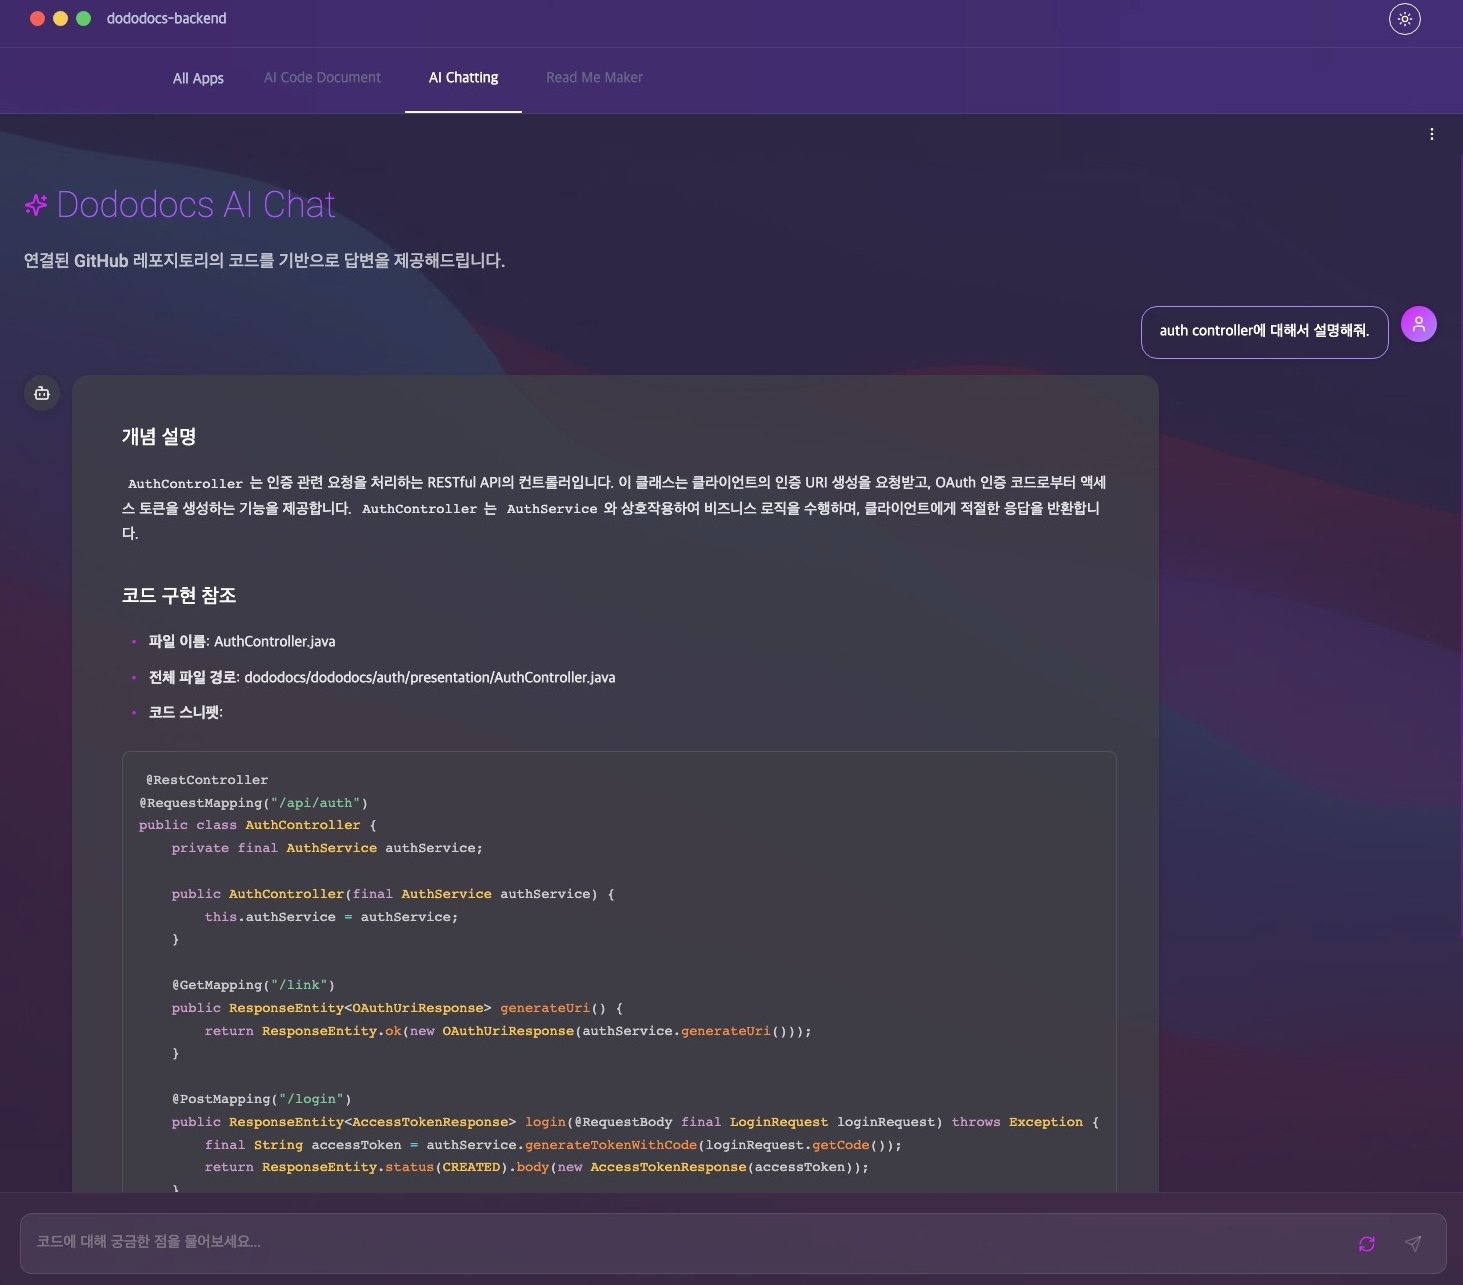 dododocs-backend
All Apps
AI Code Document
AI Chatting
Read Me Maker
Dododocs AI Chat
연결된 GitHub 레포지토리의 코드를 기반으로 답변을 제공해드립니다.
auth controller에 대해서 설명해줘.
개념 설명
AuthController 는 인증 관련 요청을 처리하는 RESTful API의 컨트롤러입니다. 이 클래스는 클라이언트의 인증 URI 생성을 요청받고, OAuth 인증 코드로부터 액세
스 토큰을 생성하는 기능을 제공합니다. AuthController 는 AuthService 와 상호작용하여 비즈니스 로직을 수행하며, 클라이언트에게 적절한 응답을 반환합니
다.
코드 구현 참조
• 파일 이름: AuthController.java
• 전체 파일 경로: dododocs/dododocs/auth/presentation/AuthController.java
• 코드 스니펫:
@RestController
@RequestMapping("/api/auth")
public class AuthController {
    private final AuthService authService;
    public AuthController(final AuthService authService) {
        this.authService = authService;
    }
    @GetMapping("/link")
    public ResponseEntity<OAuthUriResponse> generateUri() {
        return ResponseEntity.ok(new OAuthUriResponse(authService.generateUri()));
    }
    @PostMapping("/login")
    public ResponseEntity<AccessTokenResponse> login(@RequestBody final LoginRequest loginRequest) throws Exception {
        final String accessToken = authService.generateTokenWithCode(loginRequest.getCode());
        return ResponseEntity.status(CREATED).body(new AccessTokenResponse(accessToken));
    }
코드에 대해 궁금한 점을 물어보세요...